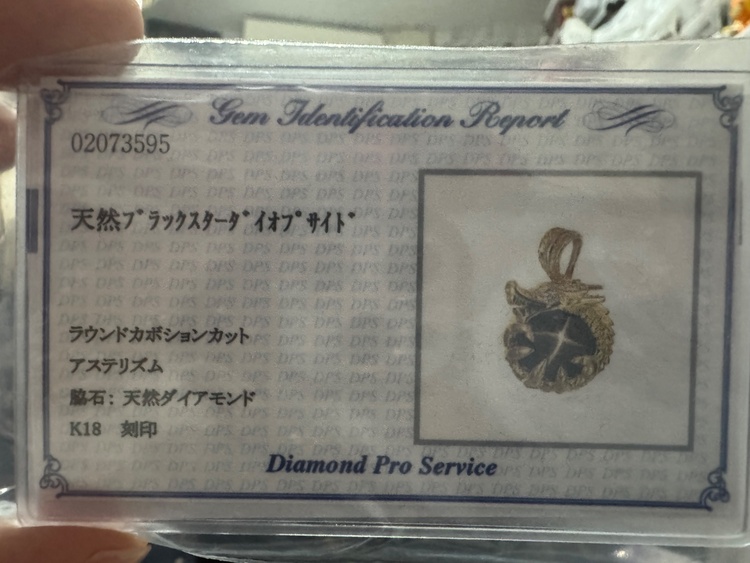 Gem Identification Report
02073595
天然ブラックスターダイオプサイド
ラウンドカボションカット
アステリズム
脇石: 天然ダイアモンド
K18 刻印
Diamond Pro Service